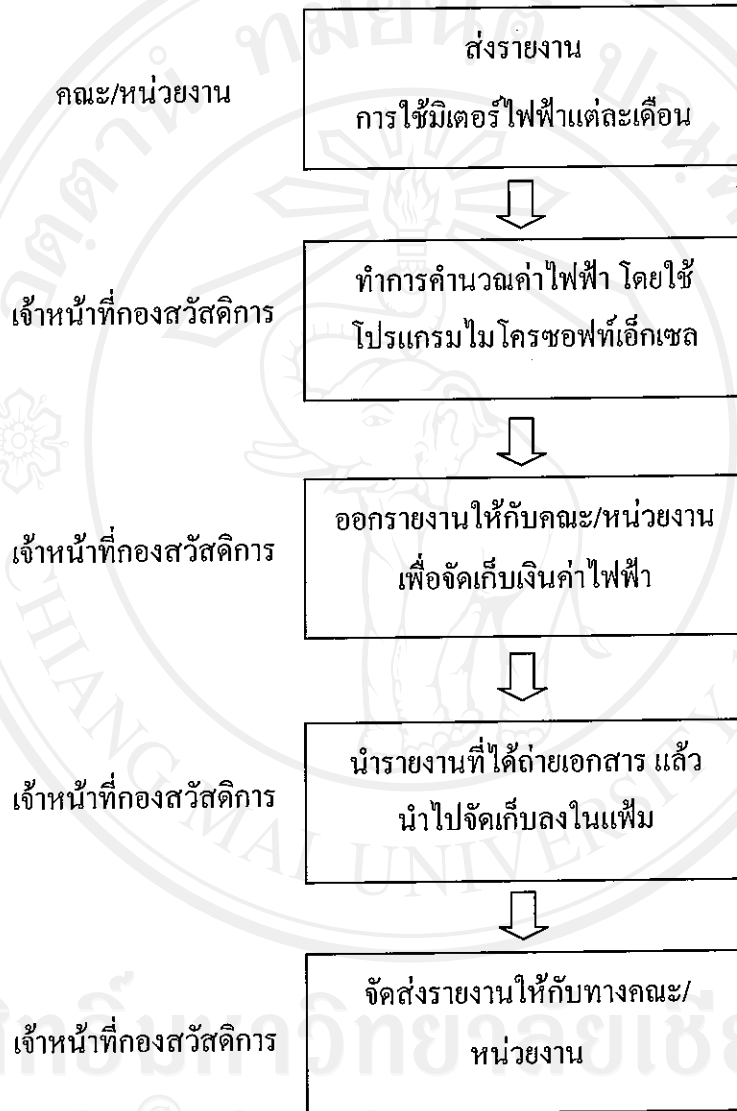 ส่งรายงาน
คณะ/หน่วยงาน
การใช้มิเตอร์ไฟฟ้าแต่ละเดือน
ทำการคำนวณค่าไฟฟ้า โดยใช้
เจ้าหน้าที่กองสวัสดิการ
โปรแกรมไมโครซอฟท์เอ็กเซล
ออกรายงานให้กับคณะ/หน่วยงาน
เจ้าหน้าที่กองสวัสดิการ
เพื่อจัดเก็บเงินค่าไฟฟ้า
นำรายงานที่ได้ถ่ายเอกสาร แล้ว
เจ้าหน้าที่กองสวัสดิการ
นำไปจัดเก็บลงในแฟ้ม
จัดส่งรายงานให้กับทางคณะ/
เจ้าหน้าที่กองสวัสดิการ
หน่วยงาน
CHIANG MAI UNIVERSITY